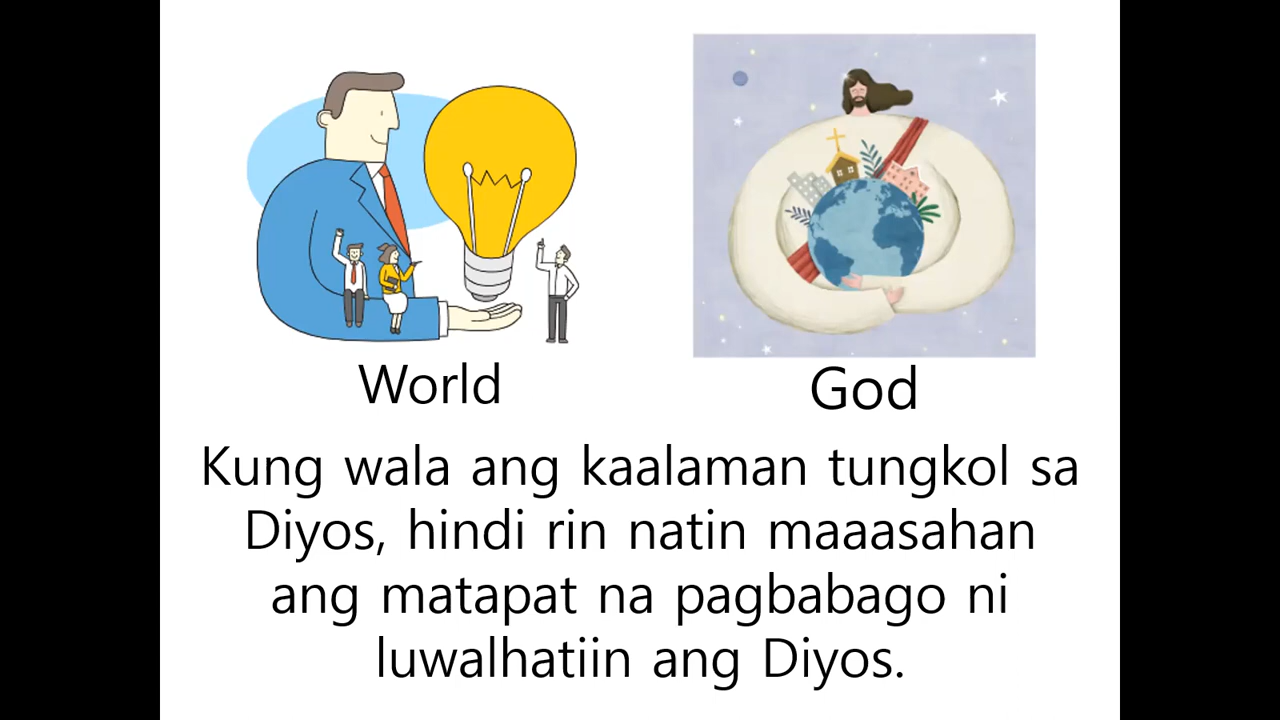 World
God
Kung wala ang kaalaman tungkol sa
Diyos, hindi rin natin maaasahan
ang matapat na pagbabago ni
luwalhatiin ang Diyos.